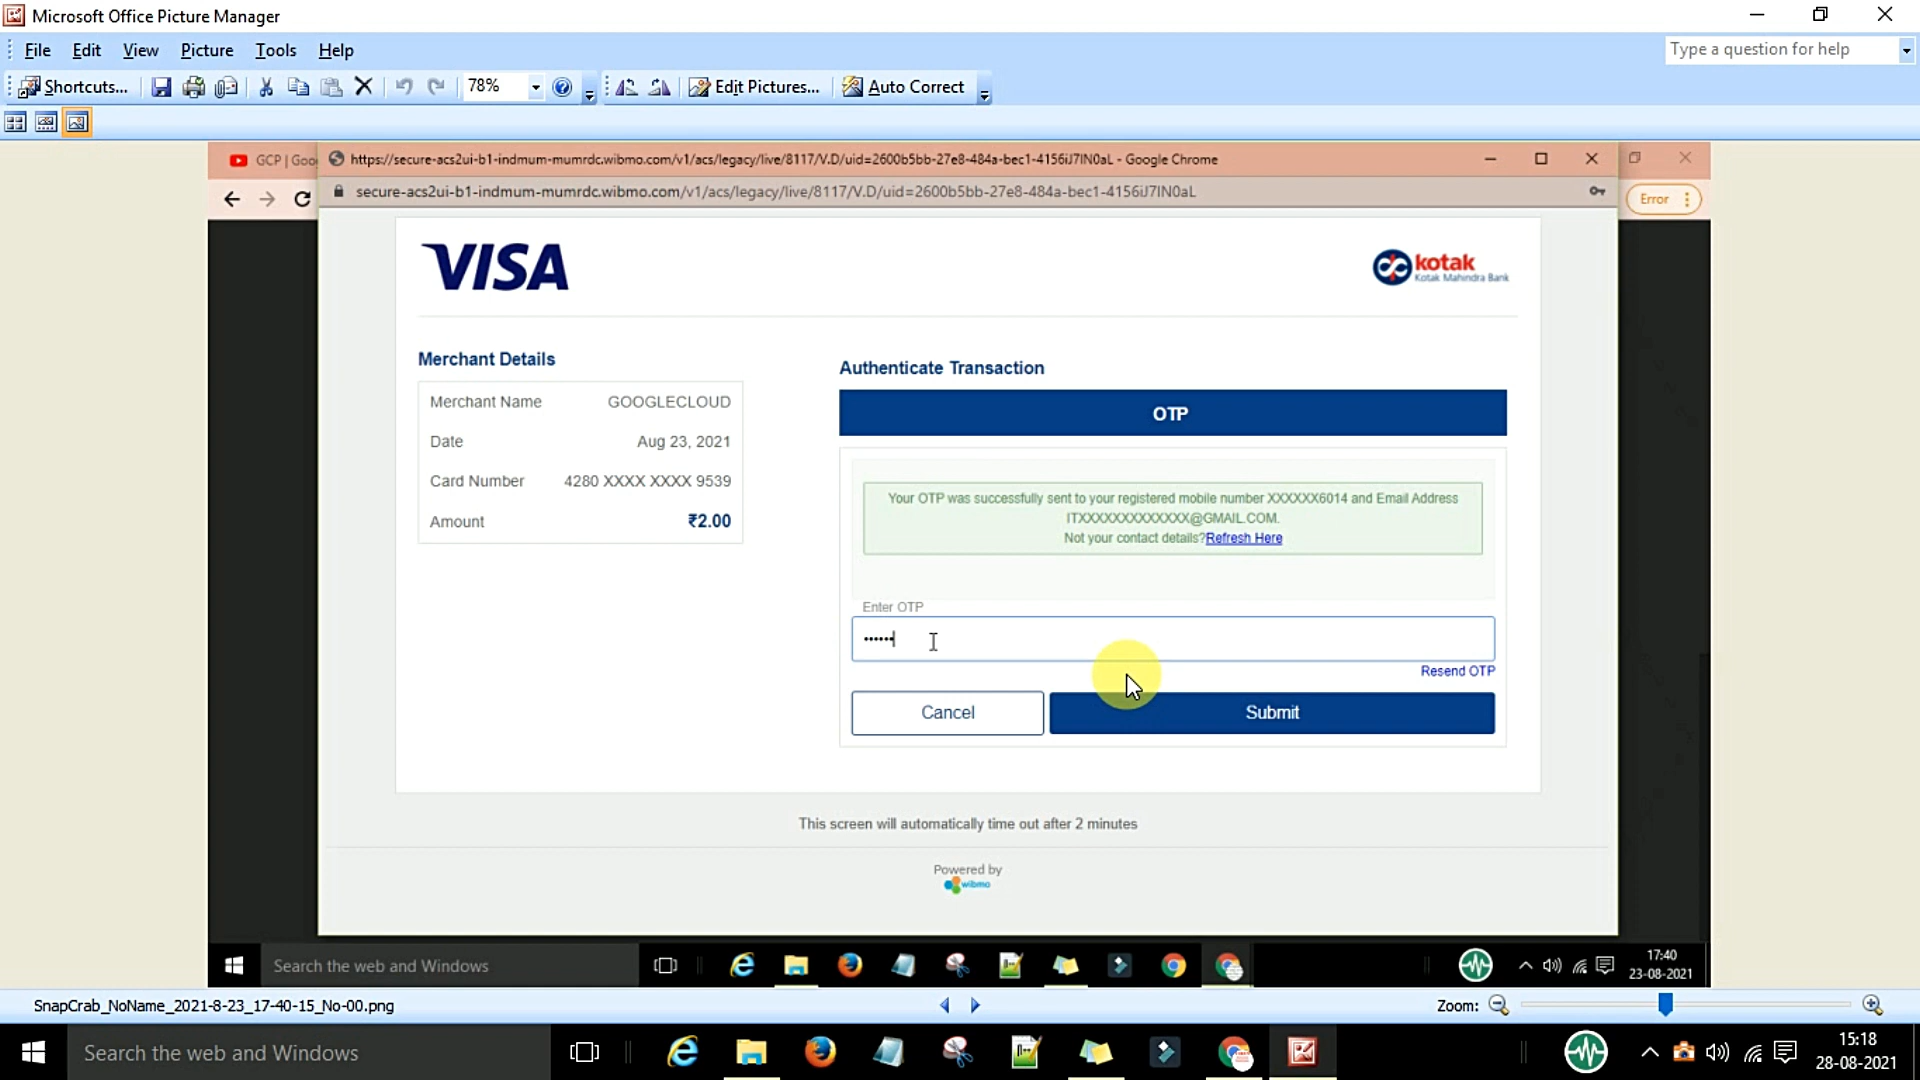 Microsoft Office Picture Manager
File Edit View Picture Tools Help
Type a question for help
Shortcuts... 78% Edit Pictures... Auto Correct
GCP | Goo
https://secure-acs2ui-b1-indmum-mumrdc.wibmo.com/v1/acs/legacy/live/8117/V.D/uid=2600b5bb-27e8-484a-bec1-4156iJ7IN0aL - Google Chrome
secure-acs2ui-b1-indmum-mumrdc.wibmo.com/v1/acs/legacy/live/8117/V.D/uid=2600b5bb-27e8-484a-bec1-4156iJ7IN0aL
Error
VISA
kotak
Kotak Mahindra Bank
Merchant Details
Merchant Name GOOGLECLOUD
Date Aug 23, 2021
Card Number 4280 XXXX XXXX 9539
Amount ₹2.00
Authenticate Transaction
OTP
Your OTP was successfully sent to your registered mobile number XXXXXX6014 and Email Address
ITXXXXXXXXXXXXX@GMAIL.COM.
Not your contact details?Refresh Here
Enter OTP
••••••
Resend OTP
Cancel
Submit
This screen will automatically time out after 2 minutes
Powered by
wibmo
Search the web and Windows
17:40
23-08-2021
SnapCrab_NoName_2021-8-23_17-40-15_No-00.png
Zoom:
Search the web and Windows
15:18
28-08-2021